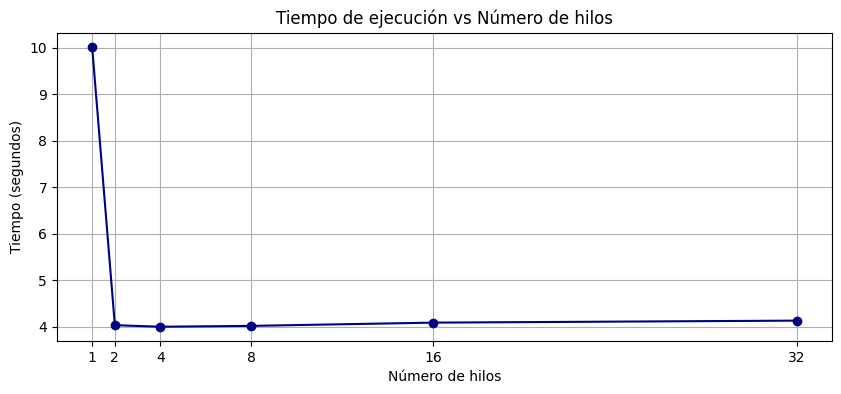 Tiempo de ejecución vs Número de hilos
Tiempo (segundos)
10
9
8
7
6
5
4
1 2 4 8 16 32
Número de hilos